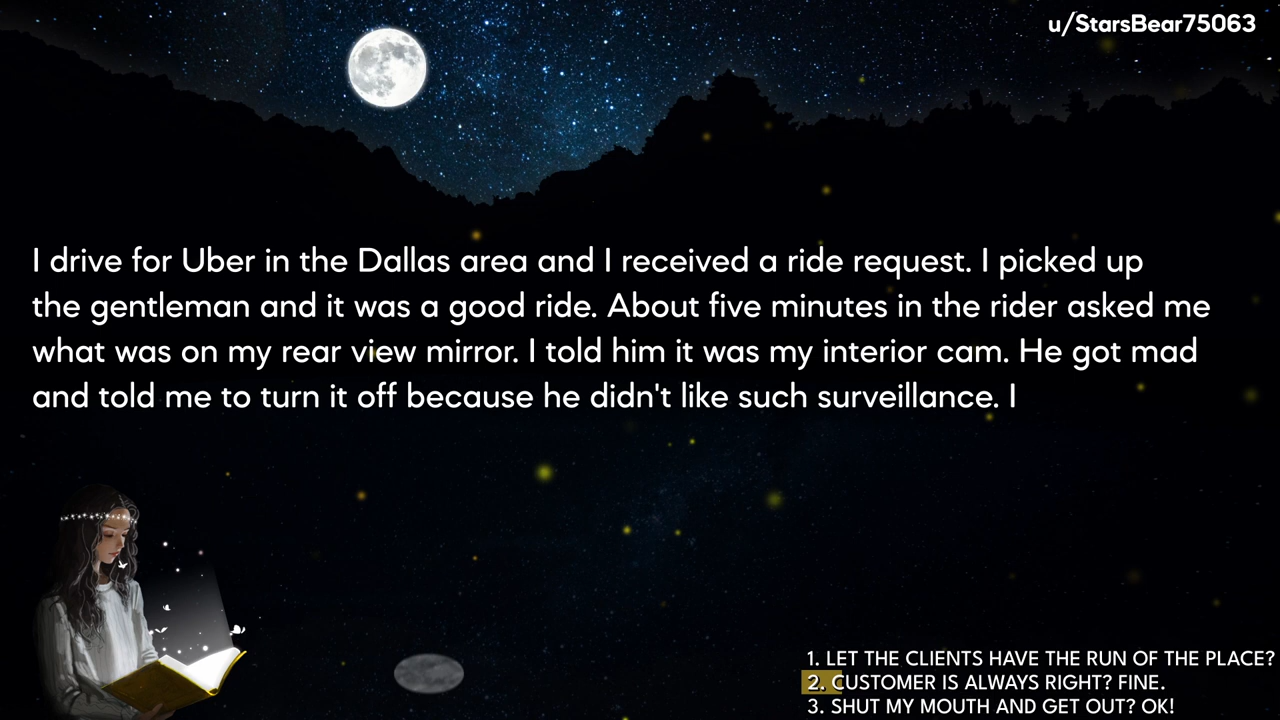 u/StarsBear75063
I drive for Uber in the Dallas area and I received a ride request. I picked up
the gentleman and it was a good ride. About five minutes in the rider asked me
what was on my rear view mirror. I told him it was my interior cam. He got mad
and told me to turn it off because he didn't like such surveillance. I
1. LET THE CLIENTS HAVE THE RUN OF THE PLACE?
2. CUSTOMER IS ALWAYS RIGHT? FINE.
3. SHUT MY MOUTH AND GET OUT? OK!